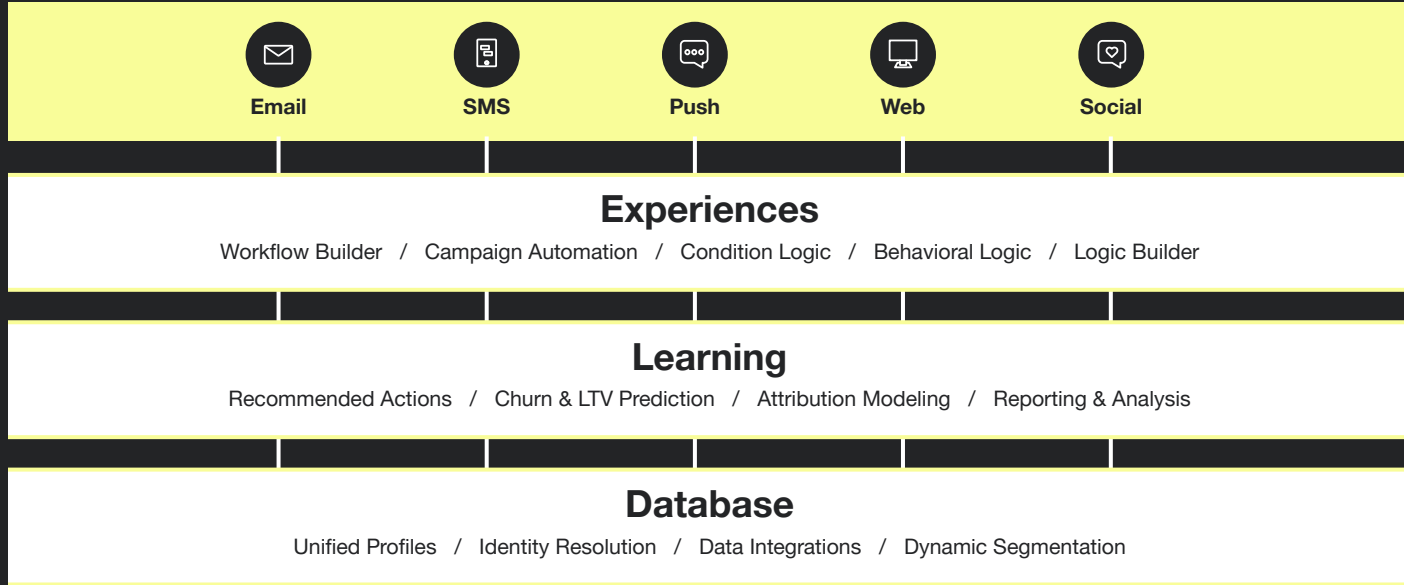 Email SMS Push Web Social
Experiences
Workflow Builder / Campaign Automation / Condition Logic / Behavioral Logic / Logic Builder
Learning
Recommended Actions / Churn & LTV Prediction / Attribution Modeling / Reporting & Analysis
Database
Unified Profiles / Identity Resolution / Data Integrations / Dynamic Segmentation